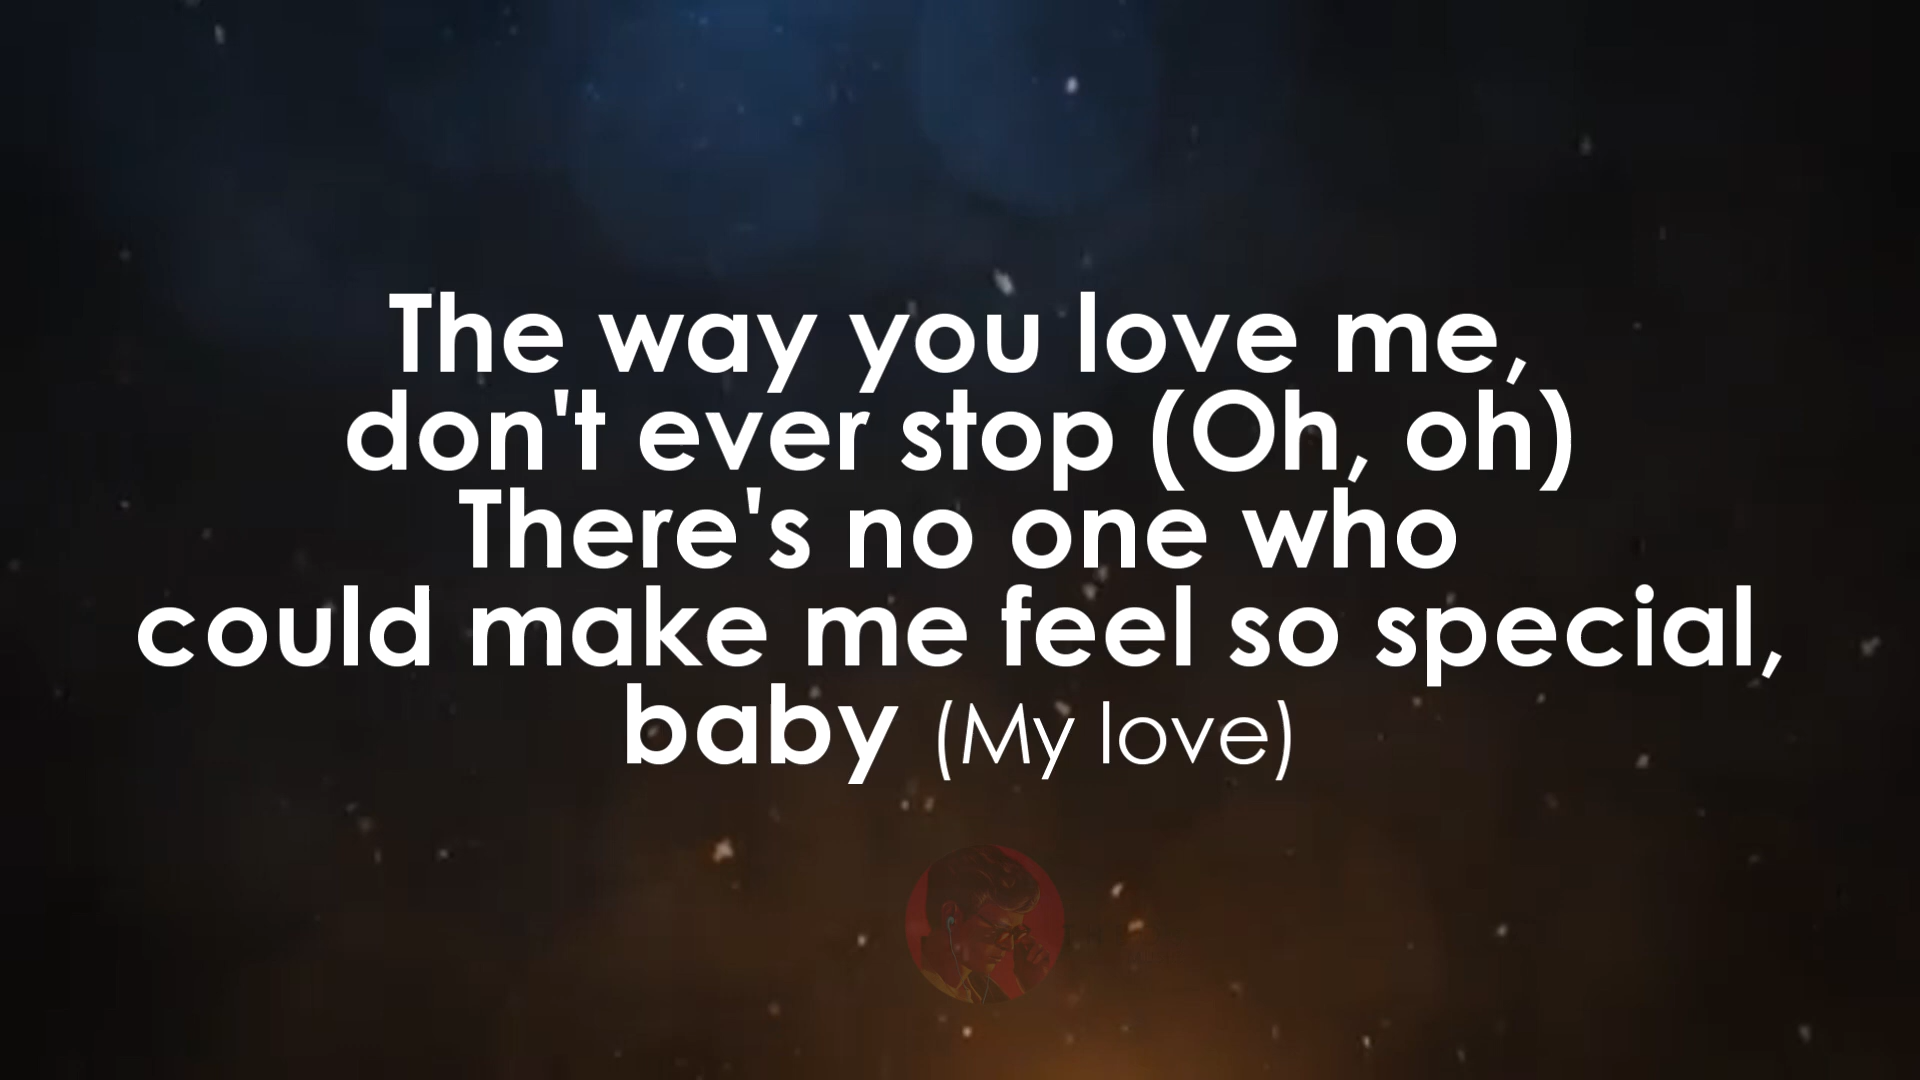 The way you love me,
don't ever stop (Oh, oh)
There's no one who
could make me feel so special,
baby (My love)